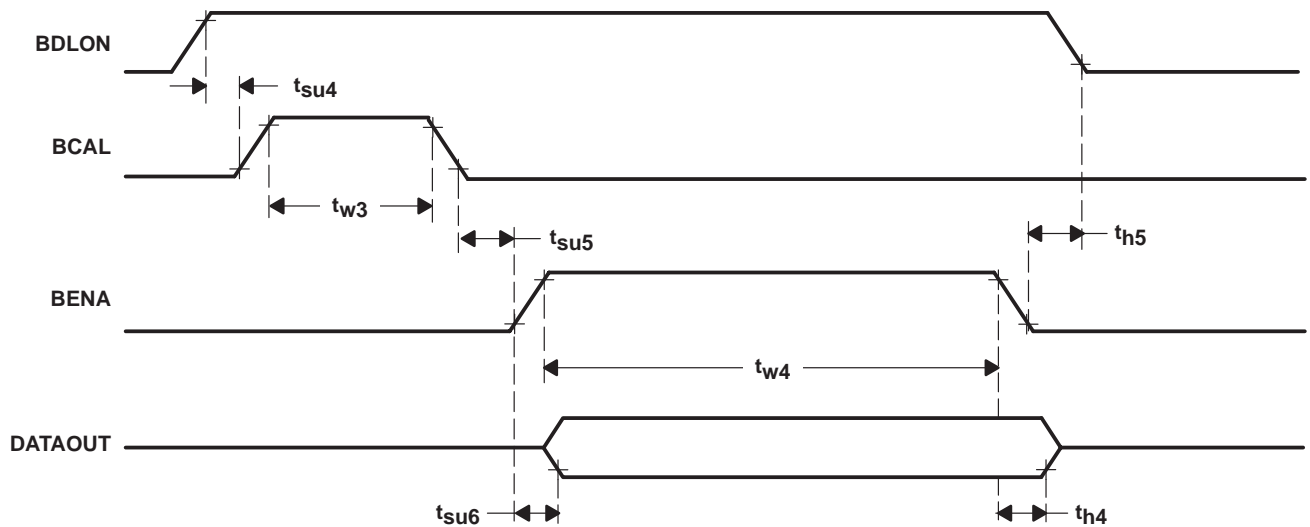 BDLON
tsu4
BCAL
tw3
tsu5
th5
BENA
tw4
DATAOUT
tsu6
th4